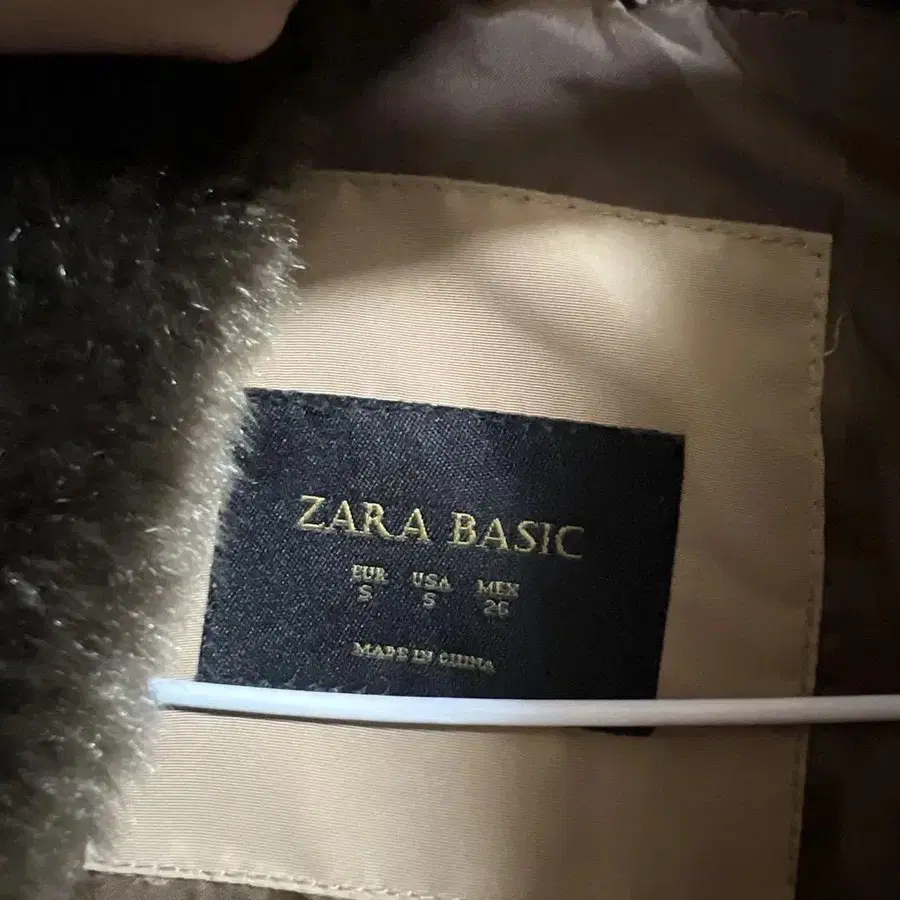 ZARA BASIC
EUR USA MEX
S S 26
MADE IN CHINA